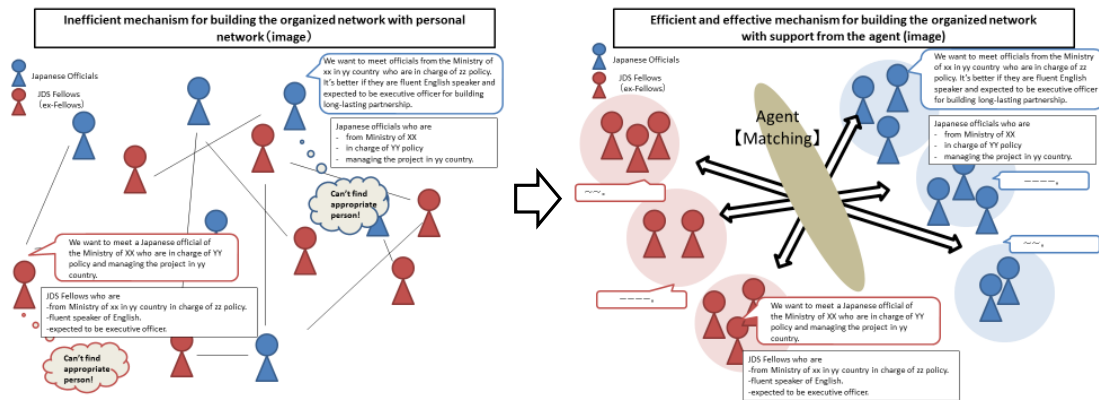 Inefficient mechanism for building the organized network with personal
network(image)
Japanese Officials
JDS Fellows
(ex-Fellows)
We want to meet officials from the Ministry of
xx in yy country who are in charge of zz
policy. It's better if they are fluent English
speaker and expected to be executive officer
for building long-lasting partnership.
Japanese officials who are
- from Ministry of XX
- in charge of YY policy
- managing the project in yy country.
Can't find
appropriate
person!
We want to meet a Japanese official of
the Ministry of XX who are in charge of YY
policy and managing the project in yy
country.
JDS Fellows who are
-from Ministry of xx in yy country in charge of zz policy.
-fluent speaker of English.
-expected to be executive officer.
Can't find appropriate
person!
Efficient and effective mechanism for building the organized network
with support from the agent (image)
Japanese Officials
JDS Fellows
(ex-Fellows)
We want to meet officials from the Ministry of
xx in yy country who are in charge of zz
policy. It's better if they are fluent English
speaker and expected to be executive officer
for building long-lasting partnership.
Agent
【Matching】
Japanese officials who are
- from Ministry of XX
- in charge of YY policy
- managing the project in yy country.
~~.
----.
~~.
----.
We want to meet a Japanese official of
the Ministry of XX who are in charge of YY
policy and managing the project in yy
country.
JDS Fellows who are
-from Ministry of xx in yy country in charge of zz policy.
-fluent speaker of English.
-expected to be executive officer.